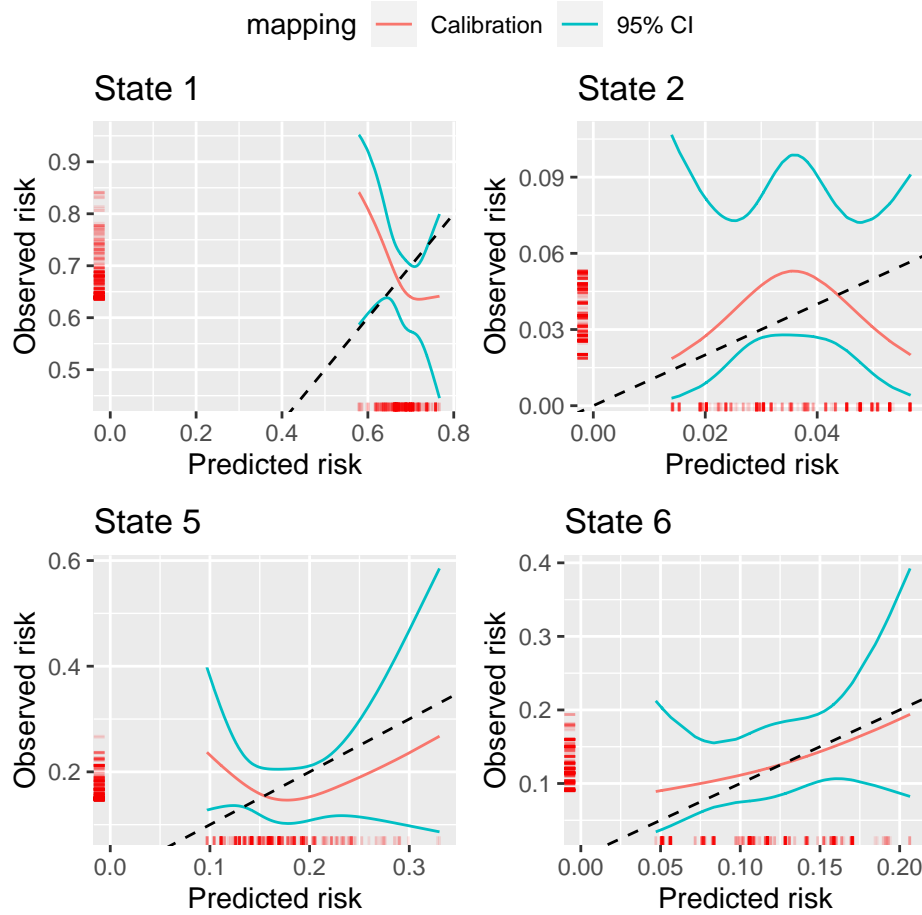 mapping Calibration 95% CI
State 1
Observed risk
0.9
0.8
0.7
0.6
0.5
0.0 0.2 0.4 0.6 0.8
Predicted risk
State 2
Observed risk
0.09
0.06
0.03
0.00
0.00 0.02 0.04
Predicted risk
State 5
Observed risk
0.6
0.4
0.2
0.0 0.1 0.2 0.3
Predicted risk
State 6
Observed risk
0.4
0.3
0.2
0.1
0.00 0.05 0.10 0.15 0.20
Predicted risk